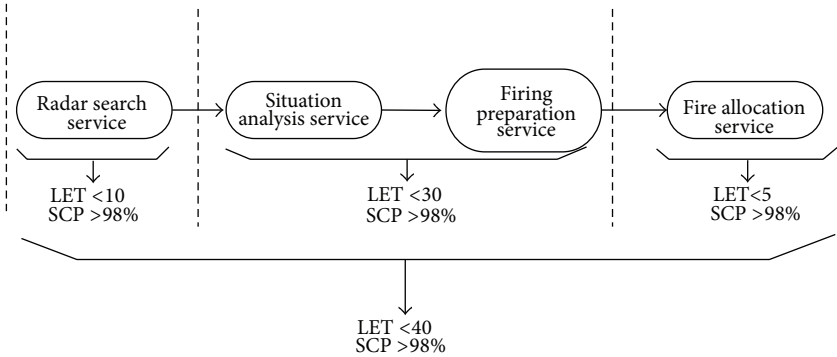 Radar search
service
Situation
analysis service
Firing
preparation
service
Fire allocation
service
LET <10
SCP >98%
LET <30
SCP >98%
LET<5
SCP >98%
LET <40
SCP >98%